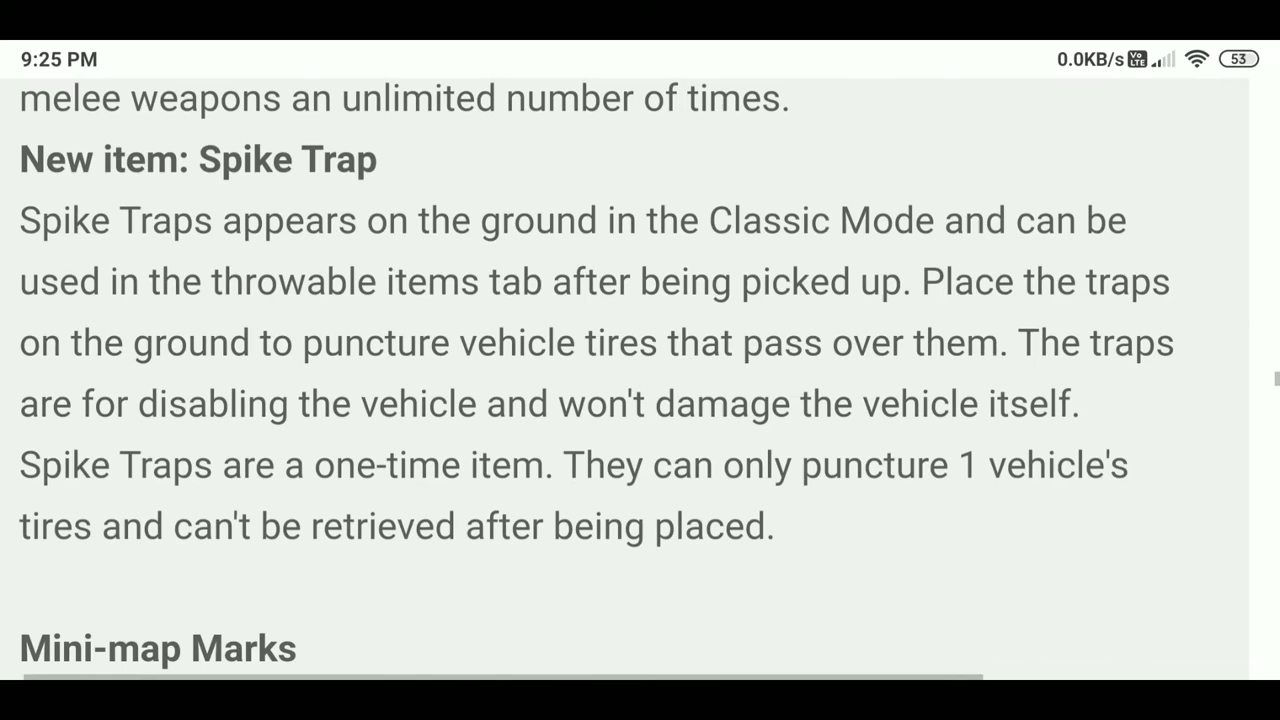 9:25 PM 0.0KB/s Vo LTE 53
melee weapons an unlimited number of times.
New item: Spike Trap
Spike Traps appears on the ground in the Classic Mode and can be
used in the throwable items tab after being picked up. Place the traps
on the ground to puncture vehicle tires that pass over them. The traps
are for disabling the vehicle and won't damage the vehicle itself.
Spike Traps are a one-time item. They can only puncture 1 vehicle's
tires and can't be retrieved after being placed.
Mini-map Marks